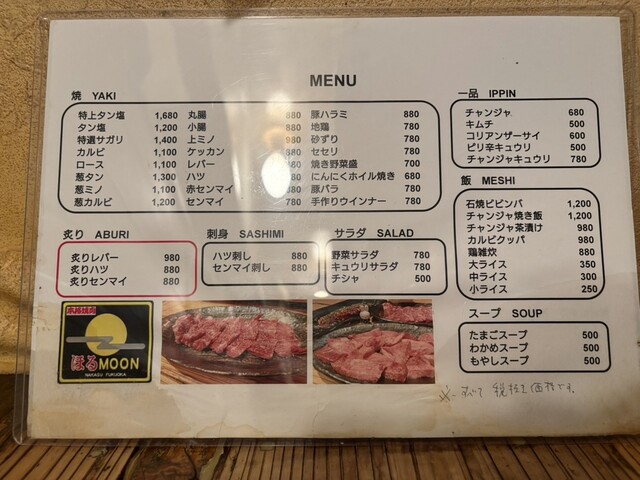 MENU
焼 YAKI
特上タン塩 1,680
タン塩 1,200
特選サガリ 1,400
カルビ 1,100
ロース 1,100
葱タン 1,300
葱ミノ 1,100
葱カルビ 1,200
丸腸 880
小腸 880
上ミノ 980
ケッカン 880
レバー 880
ハツ 780
赤センマイ 780
センマイ 780
豚ハラミ 880
地鶏 780
砂ずり 780
セセリ 780
焼き野菜盛 700
にんにくホイル焼き 680
豚バラ 780
手作りウインナー 780
一品 IPPIN
チャンジャ 680
キムチ 500
コリアンザーサイ 600
ピリ辛キュウリ 500
チャンジャキュウリ 780
飯 MESHI
石焼ビビンバ 1,200
チャンジャ焼き飯 1,200
チャンジャ茶漬け 980
カルビクッパ 980
鶏雑炊 880
大ライス 350
中ライス 300
小ライス 250
炙り ABURI
炙りレバー 980
炙りハツ 880
炙りセンマイ 880
刺身 SASHIMI
ハツ刺し 880
センマイ刺し 880
サラダ SALAD
野菜サラダ 780
キュウリサラダ 780
チシャ 500
スープ SOUP
たまごスープ 500
わかめスープ 500
もやしスープ 500
本格焼肉
ほるMOON
NAKASU FUKUOKA
※すべて税抜き価格です。